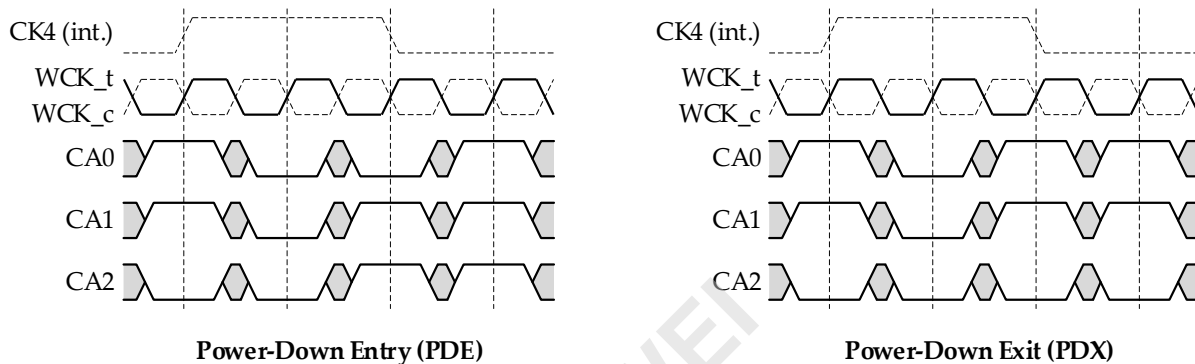 CK4 (int.)
WCK_t
WCK_c
CA0
CA1
CA2
Power-Down Entry (PDE)
CK4 (int.)
WCK_t
WCK_c
CA0
CA1
CA2
Power-Down Exit (PDX)